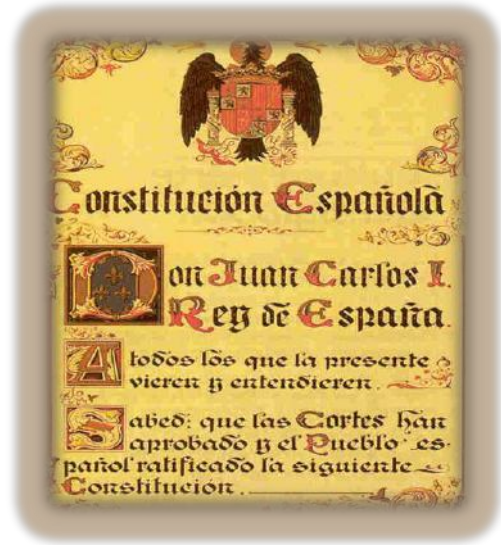 Constitución Española
Don Juan Carlos I.
Rey de España.
A todos los que la presente
vieren y entendieren.
Sabed: que las Cortes han
aprobado y el Pueblo es-
pañol ratificado la siguiente
Constitución.